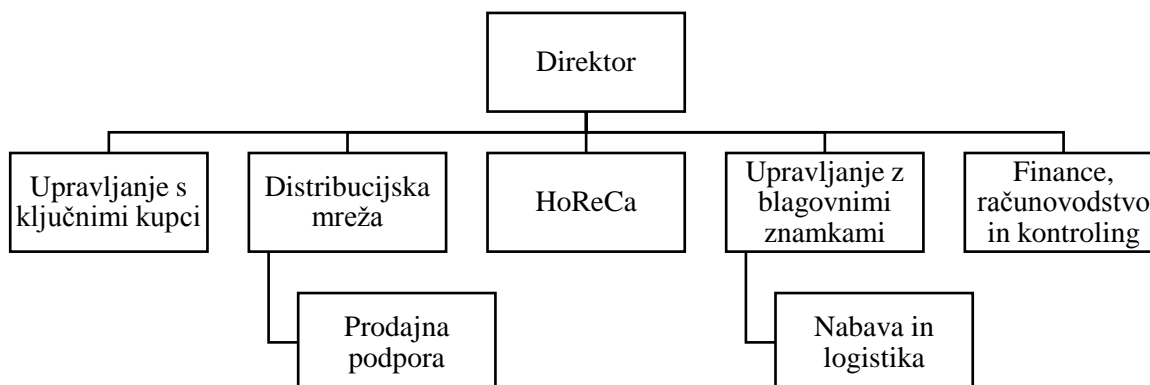 Direktor
Upravljanje s
ključnimi kupci
Distribucijska
mreža
HoReCa
Upravljanje z
blagovnimi
znamkami
Finance,
računovodstvo
in kontroling
Prodajna
podpora
Nabava in
logistika